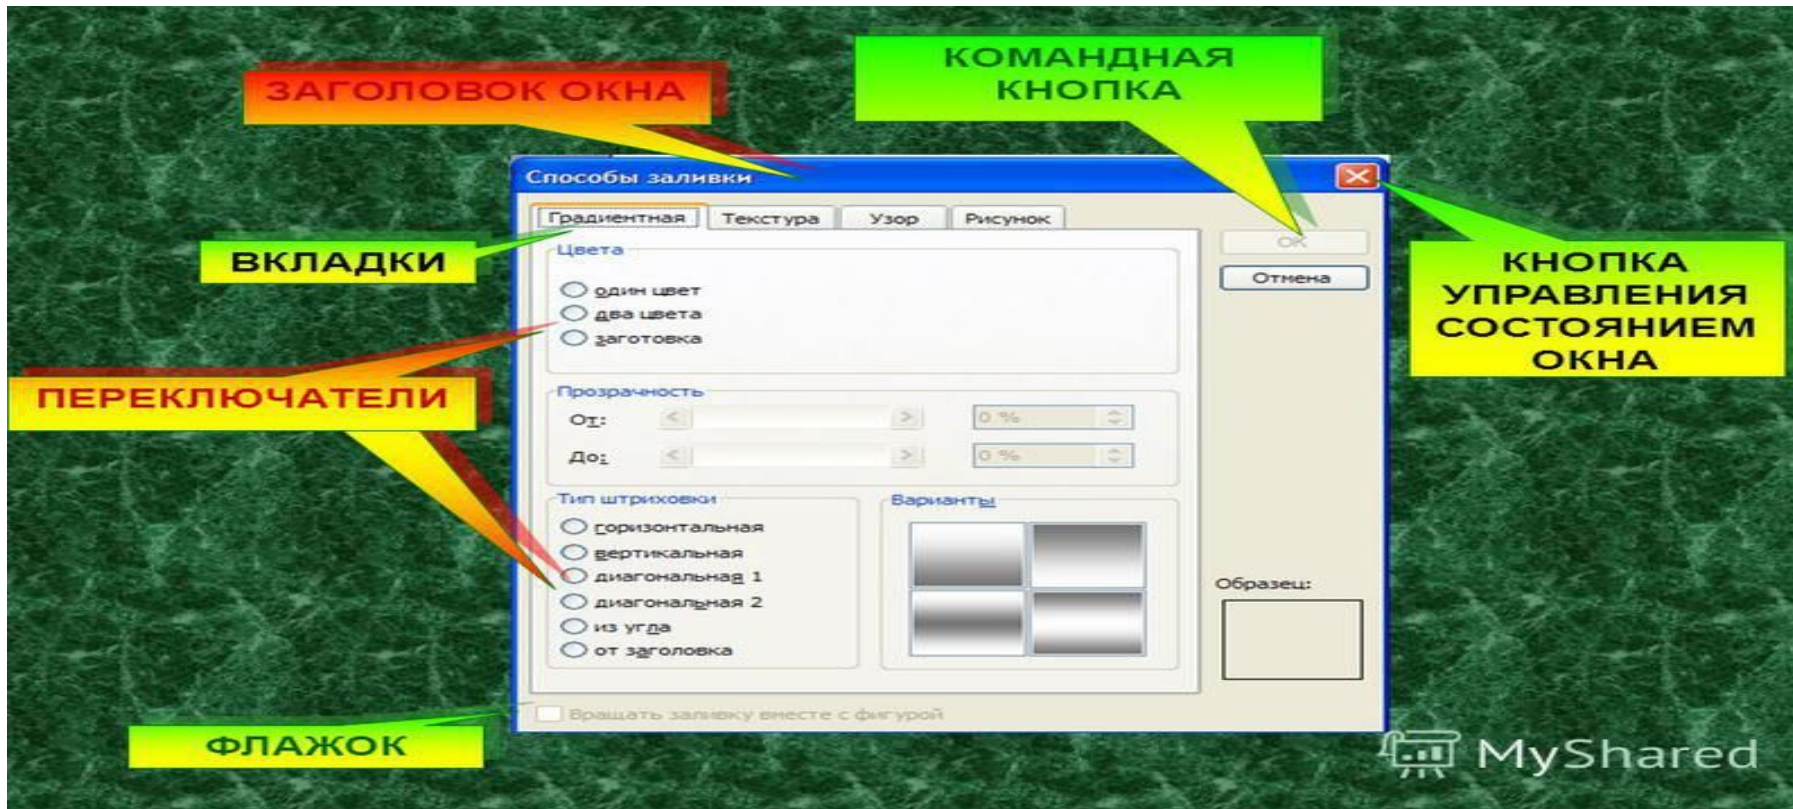 ЗАГОЛОВОК ОКНА
КОМАНДНАЯ
КНОПКА
Способы заливки
Градиентная Текстура Узор Рисунок
ВКЛАДКИ
Цвета
один цвет
два цвета
заготовка
ОК
Отмена
КНОПКА
УПРАВЛЕНИЯ
СОСТОЯНИЕМ
ОКНА
ПЕРЕКЛЮЧАТЕЛИ
Прозрачность
От: 0 %
До: 0 %
Тип штриховки
горизонтальная
вертикальная
диагональная 1
диагональная 2
из угла
от заголовка
Варианты
Образец:
Вращать заливку вместе с фигурой
ФЛАЖОК
MyShared